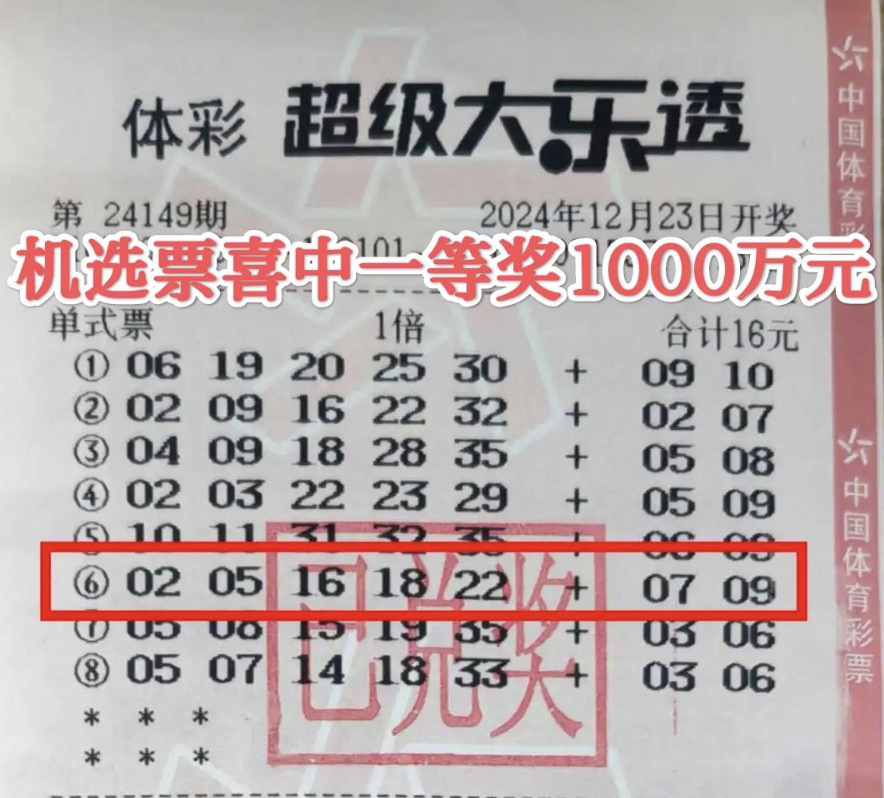 体彩 超级大乐透
第 24149期 2024年12月23日开奖
101
机选票喜中一等奖1000万元
单式票 1倍 合计16元
① 06 19 20 25 30 + 09 10
② 02 09 16 22 32 + 02 07
③ 04 09 18 28 35 + 05 08
④ 02 03 22 23 29 + 05 09
⑤ 10 11 31 32 35 + 06
⑥ 02 05 16 18 22 + 07 09
⑦ 05 08 15 19 35 + 03 06
⑧ 05 07 14 18 33 + 03 06
* * *
* * *
已兑奖
中国体育彩
中国体育彩票